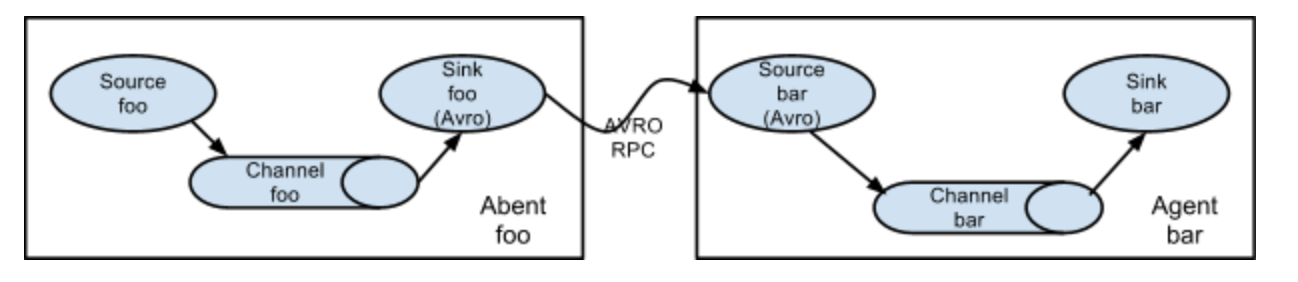 Source
foo
Channel
foo
Sink
foo
(Avro)
Abent
foo
AVRO
RPC
Source
bar
(Avro)
Channel
bar
Sink
bar
Agent
bar